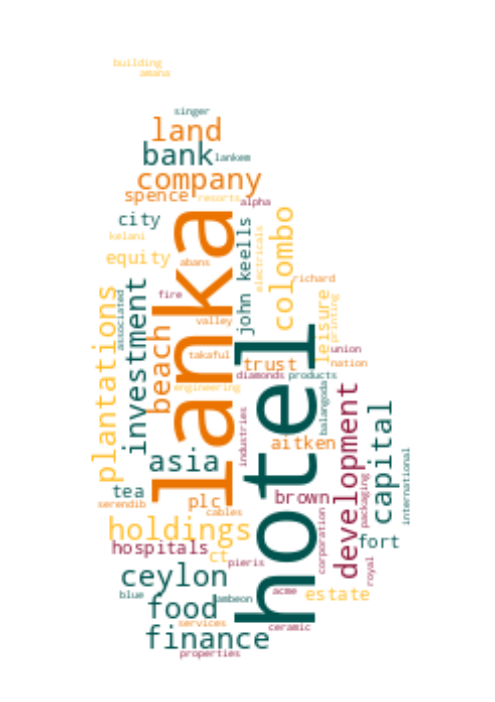 building
amana
singer
land
bank
lankem
company
spence
resorts
alpha
city
lanka
john keells
colombo
kelani
electricals
equity
abans
richard
plantations
associated
investment
fire
beach
valley
leisure
printing
takaful
trust
union
nation
diamonds
products
engineering
hotel
balangoda
industries
aitken
development
capital
asia
tea
serendib
plc
cables
brown
packaging
international
holdings
hospitals
ct
pieris
corporation
fort
royal
ceylon
blue
food
ambeon
acme
estate
services
finance
ceramic
properties